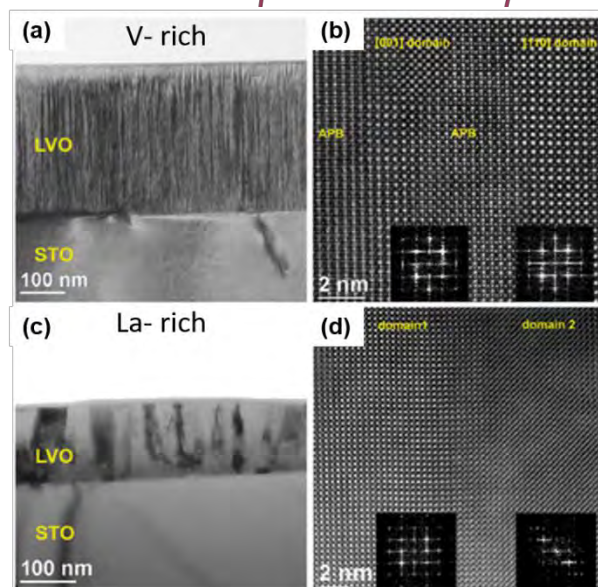 (a)
V- rich
LVO
STO
100 nm
(b)
[001] domain
[110] domain
APB
APB
2 nm
(c)
La- rich
LVO
STO
100 nm
(d)
domain1
domain 2
2 nm